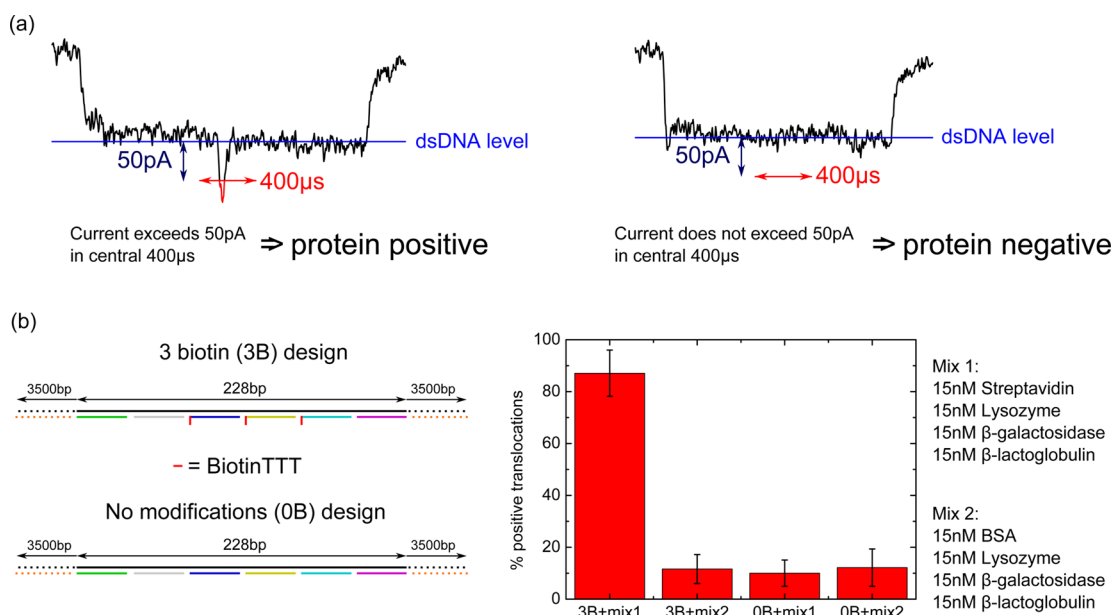 (a)
dsDNA level
50pA
400μs
Current exceeds 50pA
in central 400μs
⇒ protein positive
dsDNA level
50pA
400μs
Current does not exceed 50pA
in central 400μs
⇒ protein negative
(b)
3 biotin (3B) design
3500bp
228bp
3500bp
= BiotinTTT
No modifications (0B) design
3500bp
228bp
3500bp
% positive translocations
100
80
60
40
20
0
3B+mix1
3B+mix2
0B+mix1
0B+mix2
Mix 1:
15nM Streptavidin
15nM Lysozyme
15nM β-galactosidase
15nM β-lactoglobulin
Mix 2:
15nM BSA
15nM Lysozyme
15nM β-galactosidase
15nM β-lactoglobulin